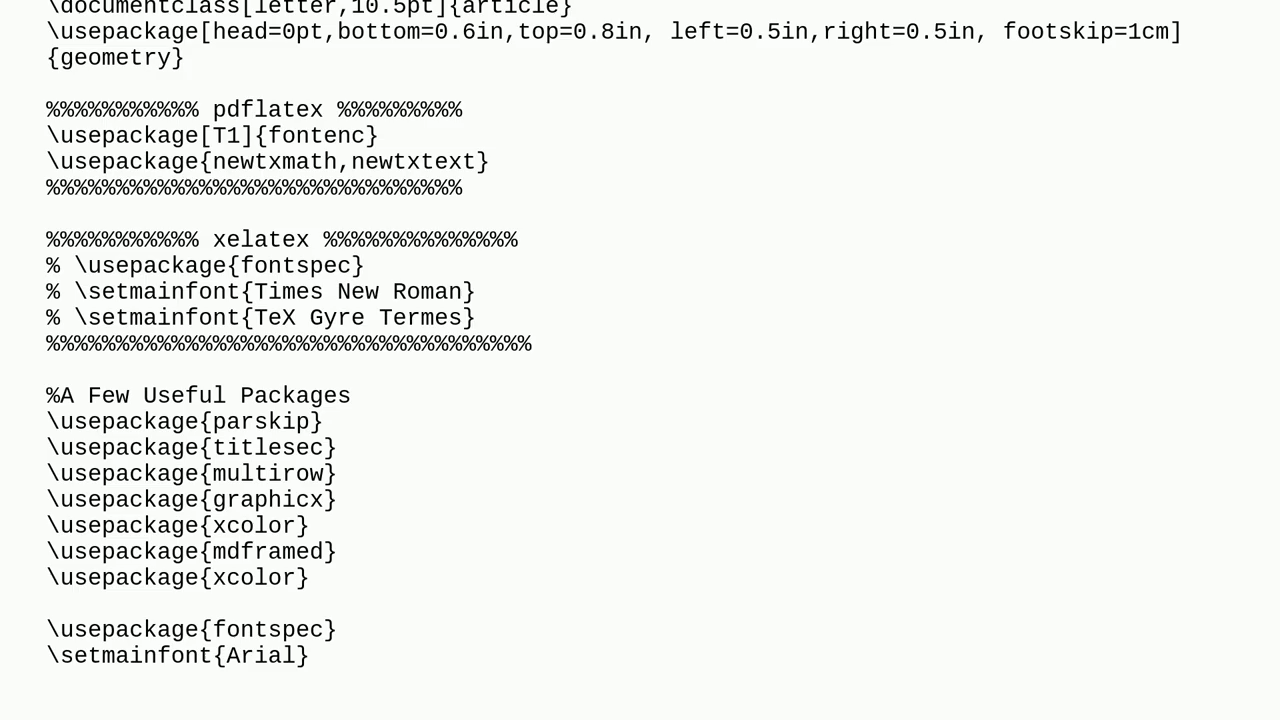 \documentclass[letter,10.5pt]{article}
\usepackage[head=0pt,bottom=0.6in,top=0.8in, left=0.5in,right=0.5in, footskip=1cm]
{geometry}
%%%%%%%%%%% pdflatex %%%%%%%%%
\usepackage[T1]{fontenc}
\usepackage{newtxmath,newtxtext}
%%%%%%%%%%%%%%%%%%%%%%%%%%%%%%
%%%%%%%%%%% xelatex %%%%%%%%%%%%%%
% \usepackage{fontspec}
% \setmainfont{Times New Roman}
% \setmainfont{TeX Gyre Termes}
%%%%%%%%%%%%%%%%%%%%%%%%%%%%%%%%%%%
%A Few Useful Packages
\usepackage{parskip}
\usepackage{titlesec}
\usepackage{multirow}
\usepackage{graphicx}
\usepackage{xcolor}
\usepackage{mdframed}
\usepackage{xcolor}
\usepackage{fontspec}
\setmainfont{Arial}